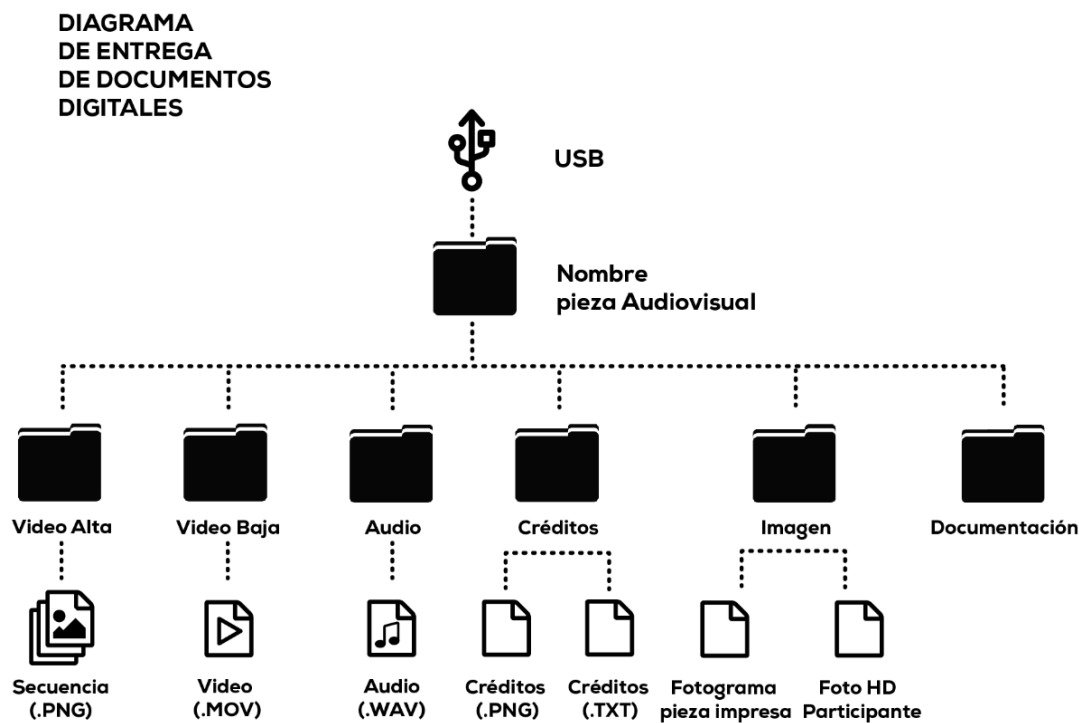 DIAGRAMA
DE ENTREGA
DE DOCUMENTOS
DIGITALES
USB
Nombre
pieza Audiovisual
Video Alta
Video Baja
Audio
Créditos
Imagen
Documentación
Secuencia
(.PNG)
Video
(.MOV)
Audio
(.WAV)
Créditos
(.PNG)
Créditos
(.TXT)
Fotograma
pieza impresa
Foto HD
Participante